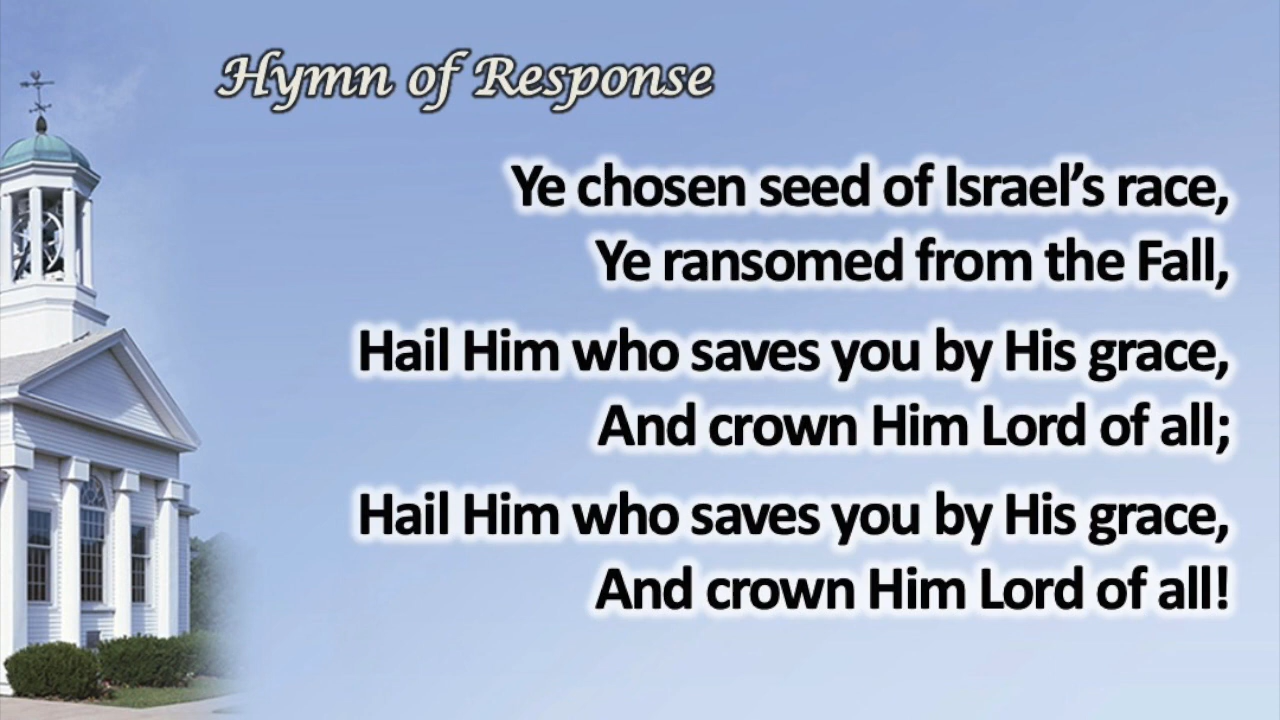 Hymn of Response
Ye chosen seed of Israel’s race,
Ye ransomed from the Fall,
Hail Him who saves you by His grace,
And crown Him Lord of all;
Hail Him who saves you by His grace,
And crown Him Lord of all!